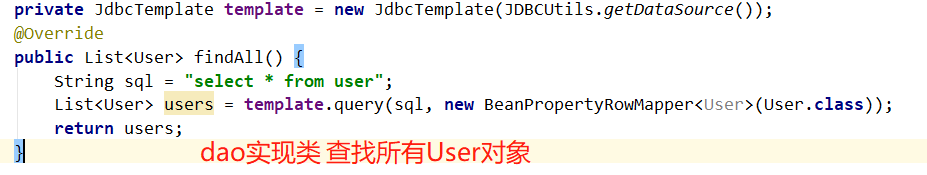 private JdbcTemplate template = new JdbcTemplate(JDBCUtils.getDataSource());
@Override
public List<User> findAll() {
    String sql = "select * from user";
    List<User> users = template.query(sql, new BeanPropertyRowMapper<User>(User.class));
    return users;
}
dao实现类 查找所有User对象